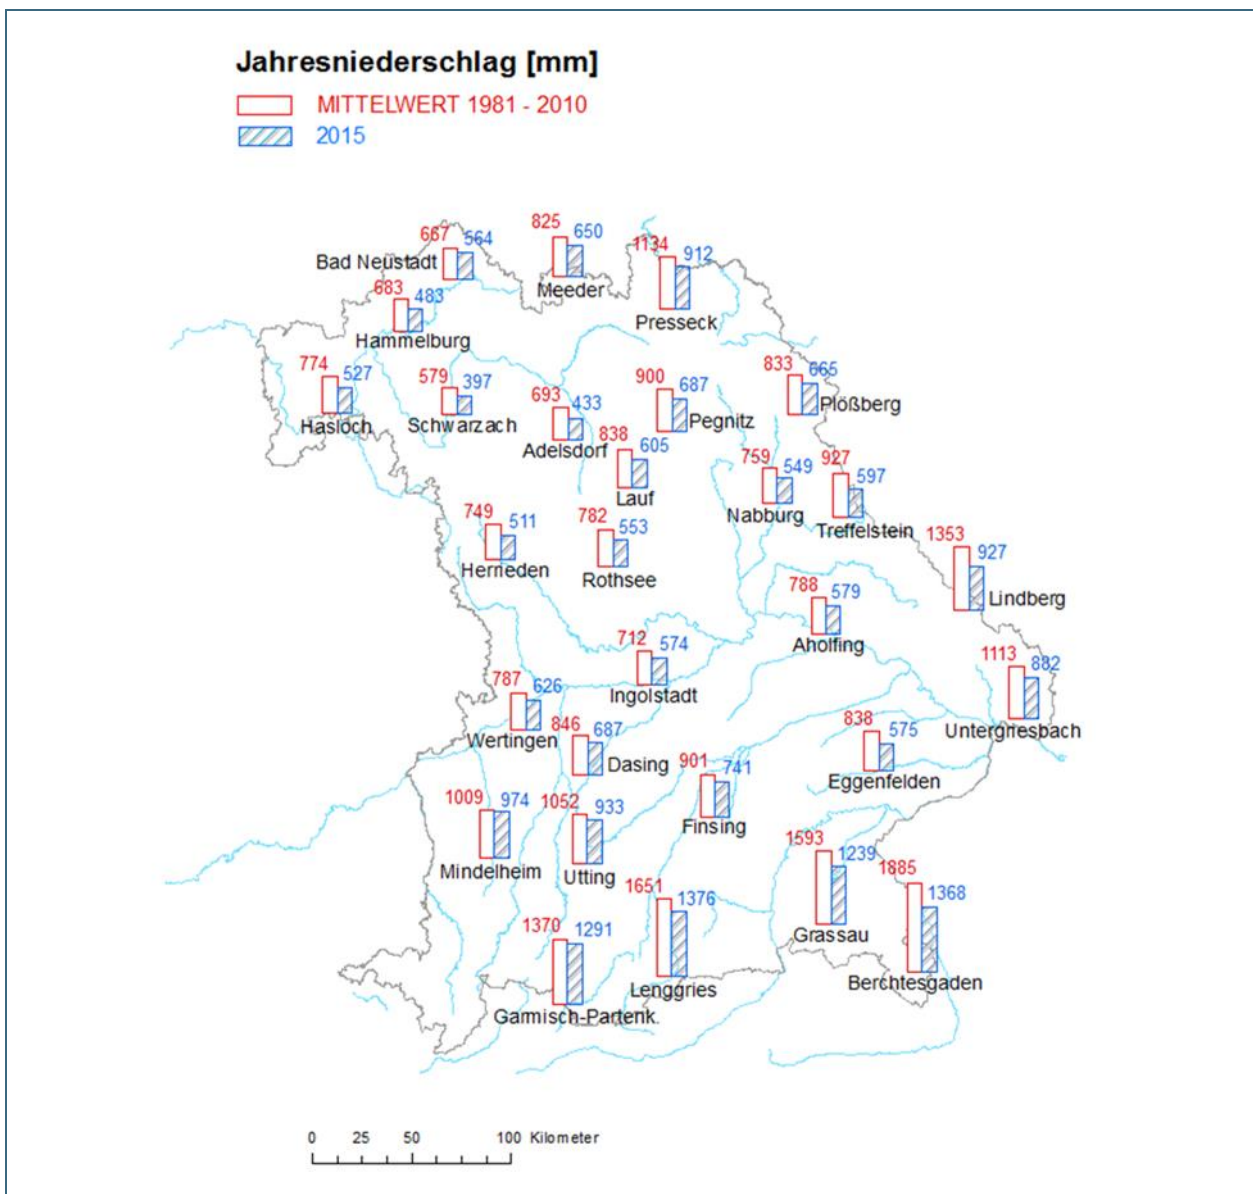 Jahresniederschlag [mm]
MITTELWERT 1981 - 2010
2015
667 564
Bad Neustadt
825 650
Meeder
1134 912
Presseck
683 483
Hammelburg
774 527
Hasloch
579 397
Schwarzach
693 433
Adelsdorf
900 687
Pegnitz
833 665
Plößberg
838 605
Lauf
759 549
Nabburg
927 597
Treffelstein
749 511
Herrieden
782 553
Rothsee
1353 927
Lindberg
788 579
Aholfing
712 574
Ingolstadt
1113 882
Untergriesbach
787 626
Wertingen
846 687
Dasing
838 575
Eggenfelden
901 741
Finsing
1009 974
Mindelheim
1052 933
Utting
1593 1239
Grassau
1885 1368
Berchtesgaden
1651 1376
Lenggries
1370 1291
Garmisch-Partenk.
0 25 50 100 Kilometer